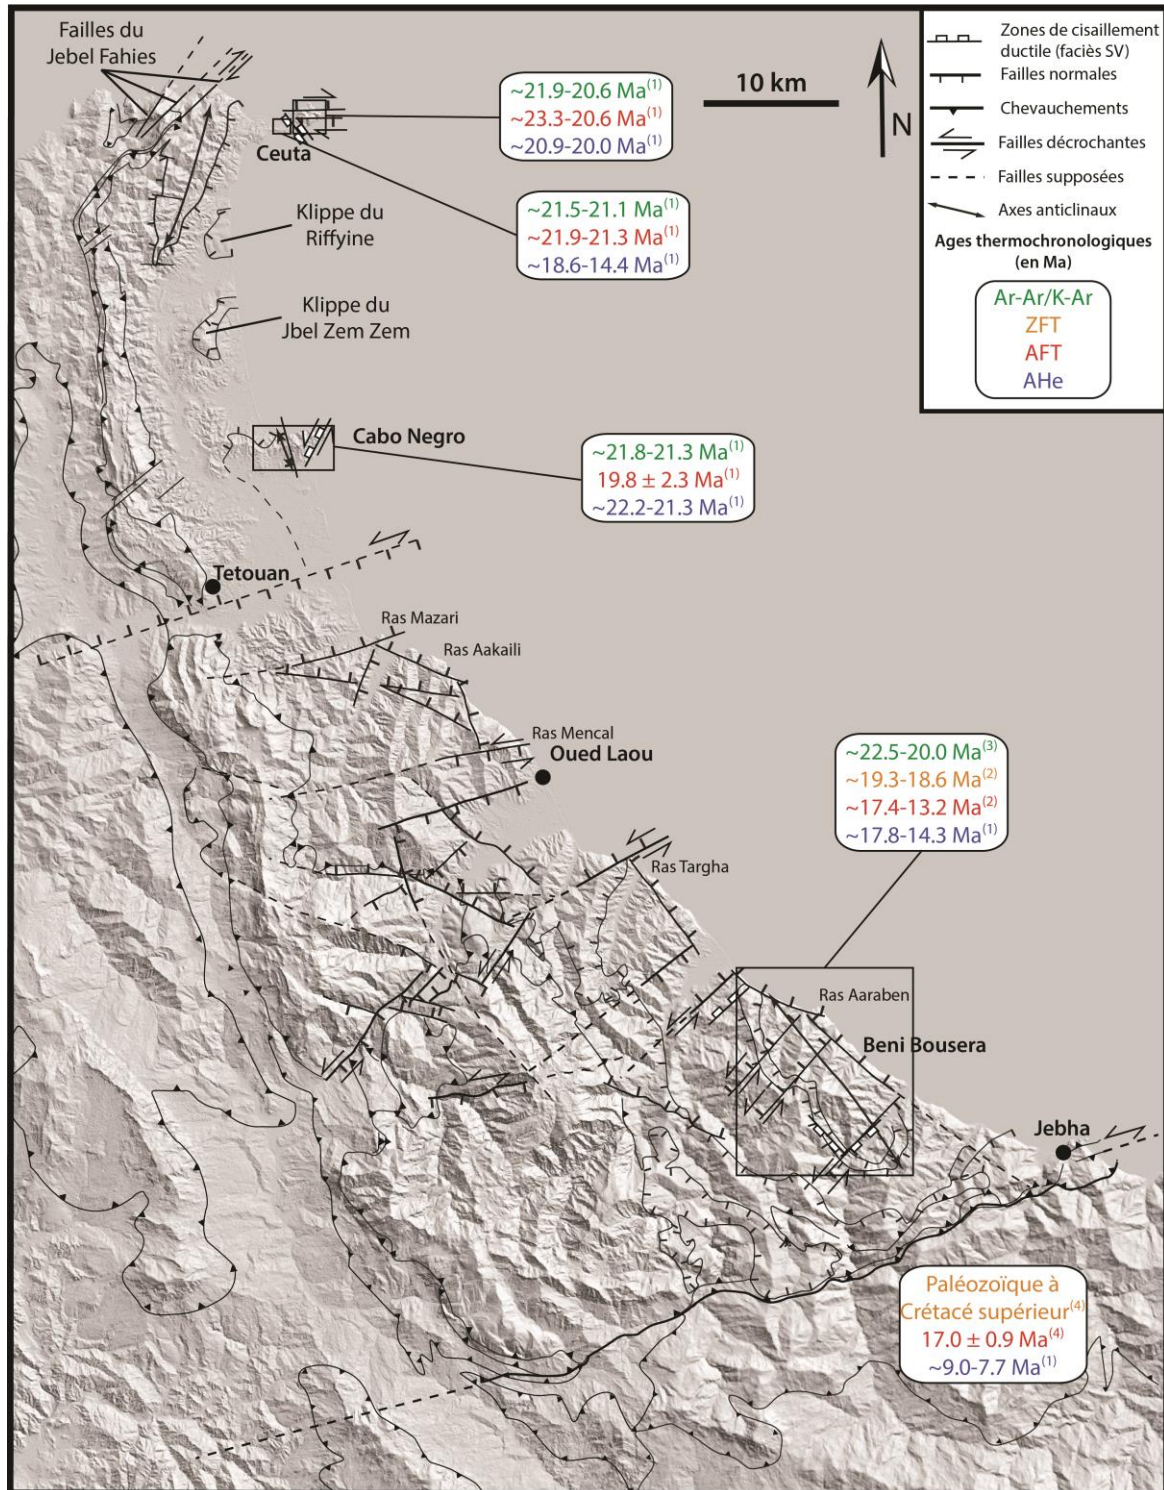 Failles du
Jebel Fahies
Ceuta
~21.9-20.6 Ma(1)
~23.3-20.6 Ma(1)
~20.9-20.0 Ma(1)
10 km
N
Zones de cisaillement
ductile (faciès SV)
Failles normales
Chevauchements
Failles décrochantes
Failles supposées
Axes anticlinaux
Ages thermochronologiques
(en Ma)
Ar-Ar/K-Ar
ZFT
AFT
AHe
~21.5-21.1 Ma(1)
~21.9-21.3 Ma(1)
~18.6-14.4 Ma(1)
Klippe du
Riffyine
Klippe du
Jbel Zem Zem
Cabo Negro
~21.8-21.3 Ma(1)
19.8 ± 2.3 Ma(1)
~22.2-21.3 Ma(1)
Tetouan
Ras Mazari
Ras Aakaili
Ras Mencal
Oued Laou
~22.5-20.0 Ma(3)
~19.3-18.6 Ma(2)
~17.4-13.2 Ma(2)
~17.8-14.3 Ma(1)
Ras Targha
Ras Aaraben
Beni Bousera
Jebha
Paléozoïque à
Crétacé supérieur(4)
17.0 ± 0.9 Ma(4)
~9.0-7.7 Ma(1)